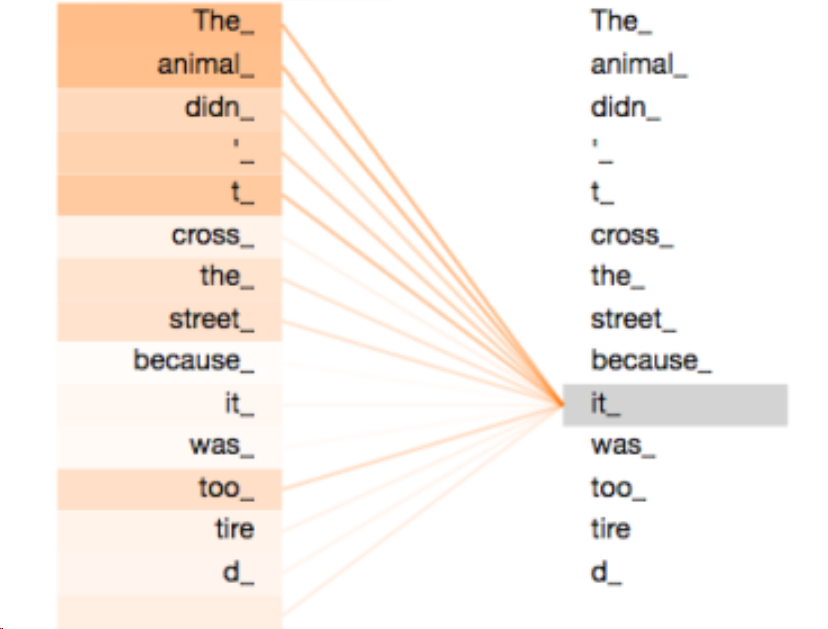 The_ The_
animal_ animal_
didn_ didn_
'_ '_
t_ t_
cross_ cross_
the_ the_
street_ street_
because_ because_
it_ it_
was_ was_
too_ too_
tire tire
d_ d_